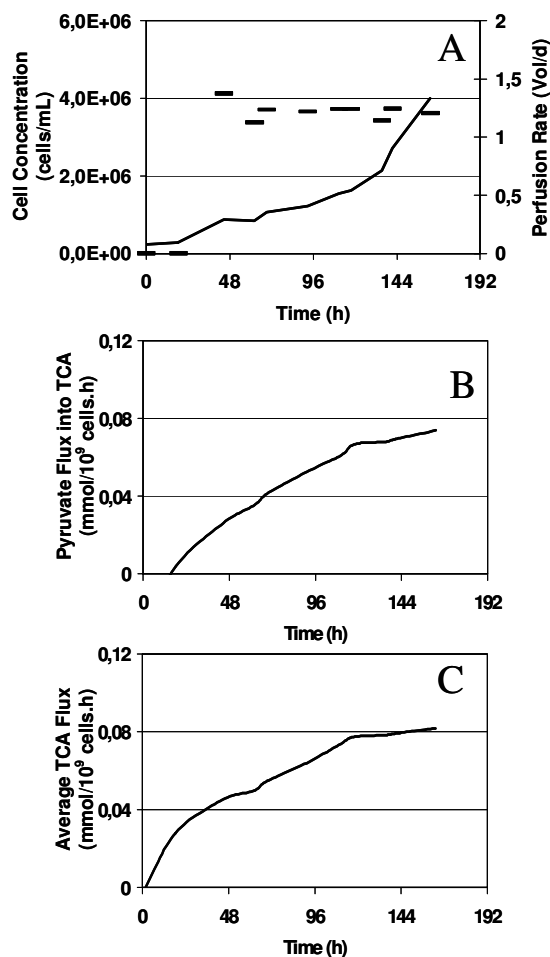 6,0E+06
4,0E+06
2,0E+06
0,0E+00
Cell Concentration
(cells/mL)
A
2
1,5
1
0,5
0
Perfusion Rate (Vol/d)
0 48 96 144 192
Time (h)
0,12
0,08
0,04
0
Pyruvate Flux into TCA
(mmol/10⁹ cells.h)
B
0 48 96 144 192
Time (h)
0,12
0,08
0,04
0
Average TCA Flux
(mmol/10⁹ cells.h)
C
0 48 96 144 192
Time (h)